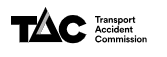 TAC
Transport
Accident
Commission